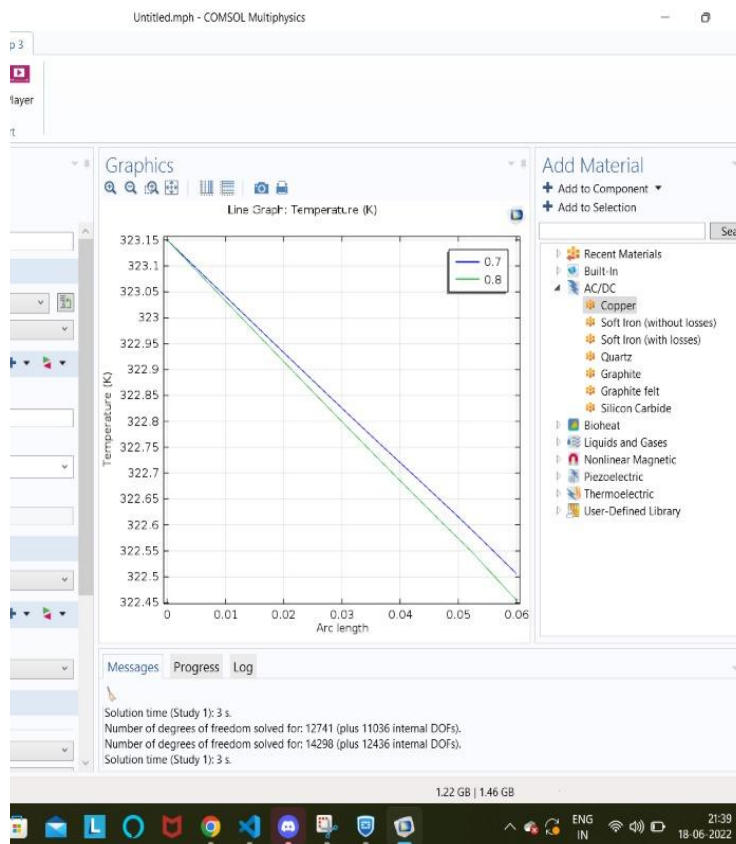 Untitled.mph - COMSOL Multiphysics
p 3
Player
rt
Graphics
Line Graph: Temperature (K)
323.15
323.1
323.05
323
322.95
322.9
322.85
322.8
322.75
322.7
322.65
322.6
322.55
322.5
322.45
Temperature (K)
0.7
0.8
0
0.01
0.02
0.03
0.04
0.05
0.06
Arc length
Add Material
Add to Component
Add to Selection
Sea
Recent Materials
Built-In
AC/DC
Copper
Soft Iron (without losses)
Soft Iron (with losses)
Quartz
Graphite
Graphite felt
Silicon Carbide
Bioheat
Liquids and Gases
Nonlinear Magnetic
Piezoelectric
Thermoelectric
User-Defined Library
Messages Progress Log
Solution time (Study 1): 3 s.
Number of degrees of freedom solved for: 12741 (plus 11036 internal DOFs).
Number of degrees of freedom solved for: 14298 (plus 12436 internal DOFs).
Solution time (Study 1): 3 s.
1.22 GB | 1.46 GB
L
ENG
IN
21:39
18-06-2022